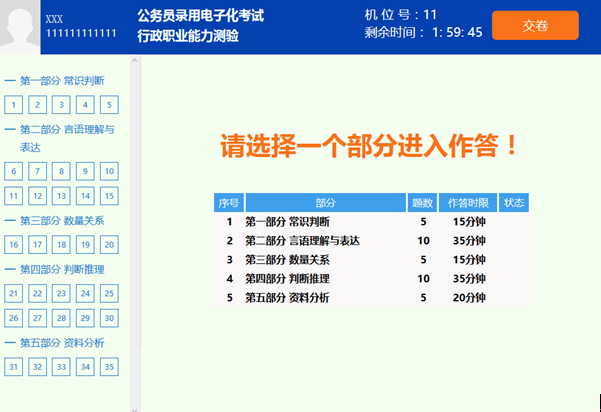 XXX
111111111111
公务员录用电子化考试
行政职业能力测验
机 位 号：11
剩余时间： 1: 59: 45
交卷
第一部分 常识判断
1 2 3 4 5
第二部分 言语理解与
表达
6 7 8 9 10
11 12 13 14 15
第三部分 数量关系
16 17 18 19 20
第四部分 判断推理
21 22 23 24 25
26 27 28 29 30
第五部分 资料分析
31 32 33 34 35
请选择一个部分进入作答！
序号 部分 题数 作答时限 状态
1 第一部分 常识判断 5 15分钟
2 第二部分 言语理解与表达 10 35分钟
3 第三部分 数量关系 5 15分钟
4 第四部分 判断推理 10 35分钟
5 第五部分 资料分析 5 20分钟